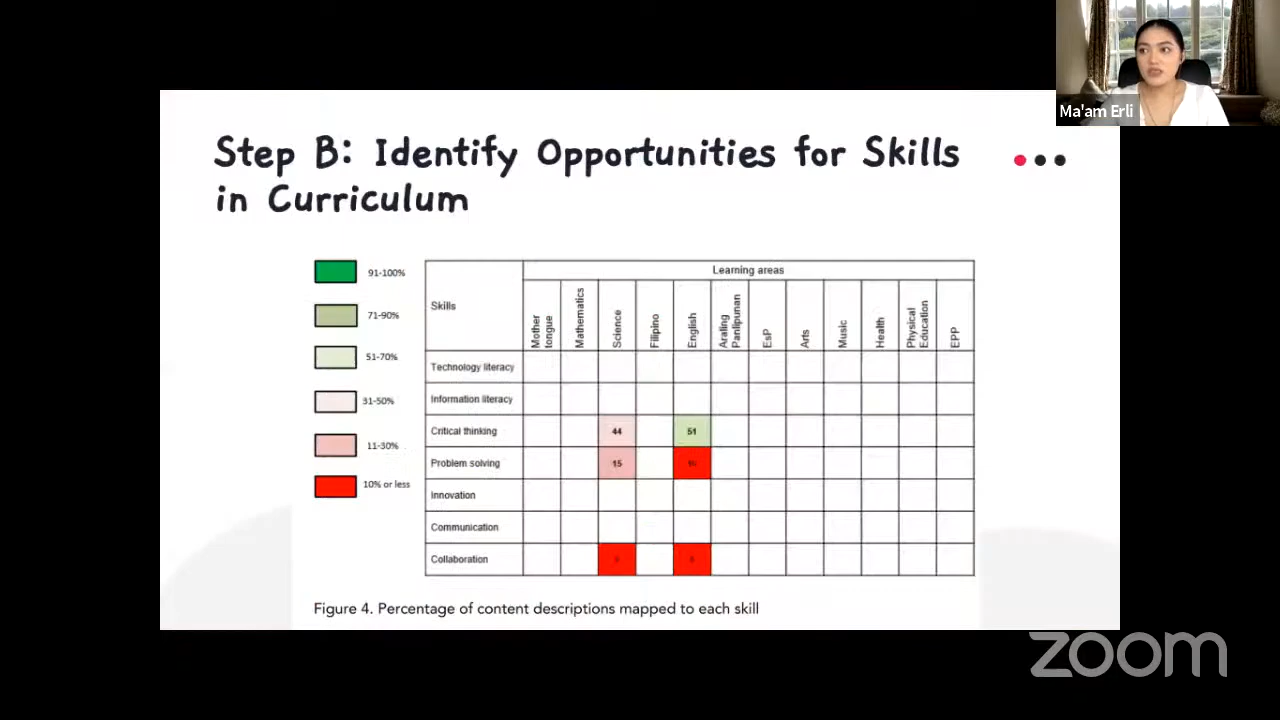 Ma'am Erli
Step B: Identify Opportunities for Skills
in Curriculum
91-100%
71-90%
51-70%
31-50%
11-30%
10% or less
Learning areas
Skills
Mother
tongue
Mathematics
Science
Filipino
English
Araling
Panlipunan
EsP
Arts
Music
Health
Physical
Education
EPP
Technology literacy
Information literacy
Critical thinking 44 51
Problem solving 15
Innovation
Communication
Collaboration
Figure 4. Percentage of content descriptions mapped to each skill
zoom